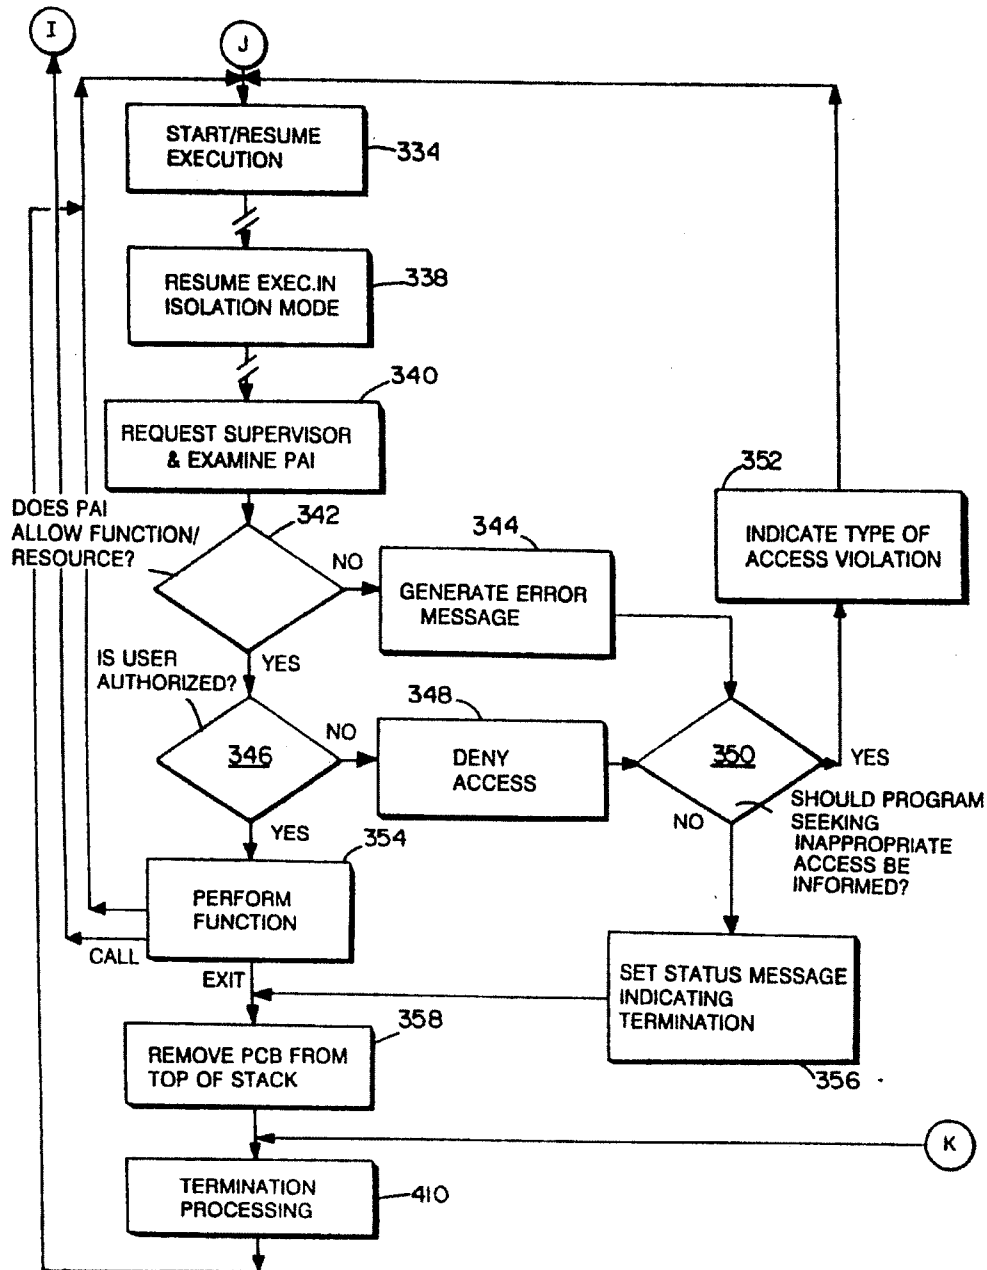 I
J
START/RESUME
EXECUTION
334
RESUME EXEC.IN
ISOLATION MODE
338
340
REQUEST SUPERVISOR
& EXAMINE PAI
352
INDICATE TYPE OF
ACCESS VIOLATION
DOES PAI
ALLOW FUNCTION/
RESOURCE?
342
NO
344
GENERATE ERROR
MESSAGE
YES
IS USER
AUTHORIZED?
346
NO
348
DENY
ACCESS
350
YES
NO
SHOULD PROGRAM
SEEKING
INAPPROPRIATE
ACCESS BE
INFORMED?
YES
354
PERFORM
FUNCTION
CALL
EXIT
SET STATUS MESSAGE
INDICATING
TERMINATION
356
358
REMOVE PCB FROM
TOP OF STACK
K
TERMINATION
PROCESSING
410